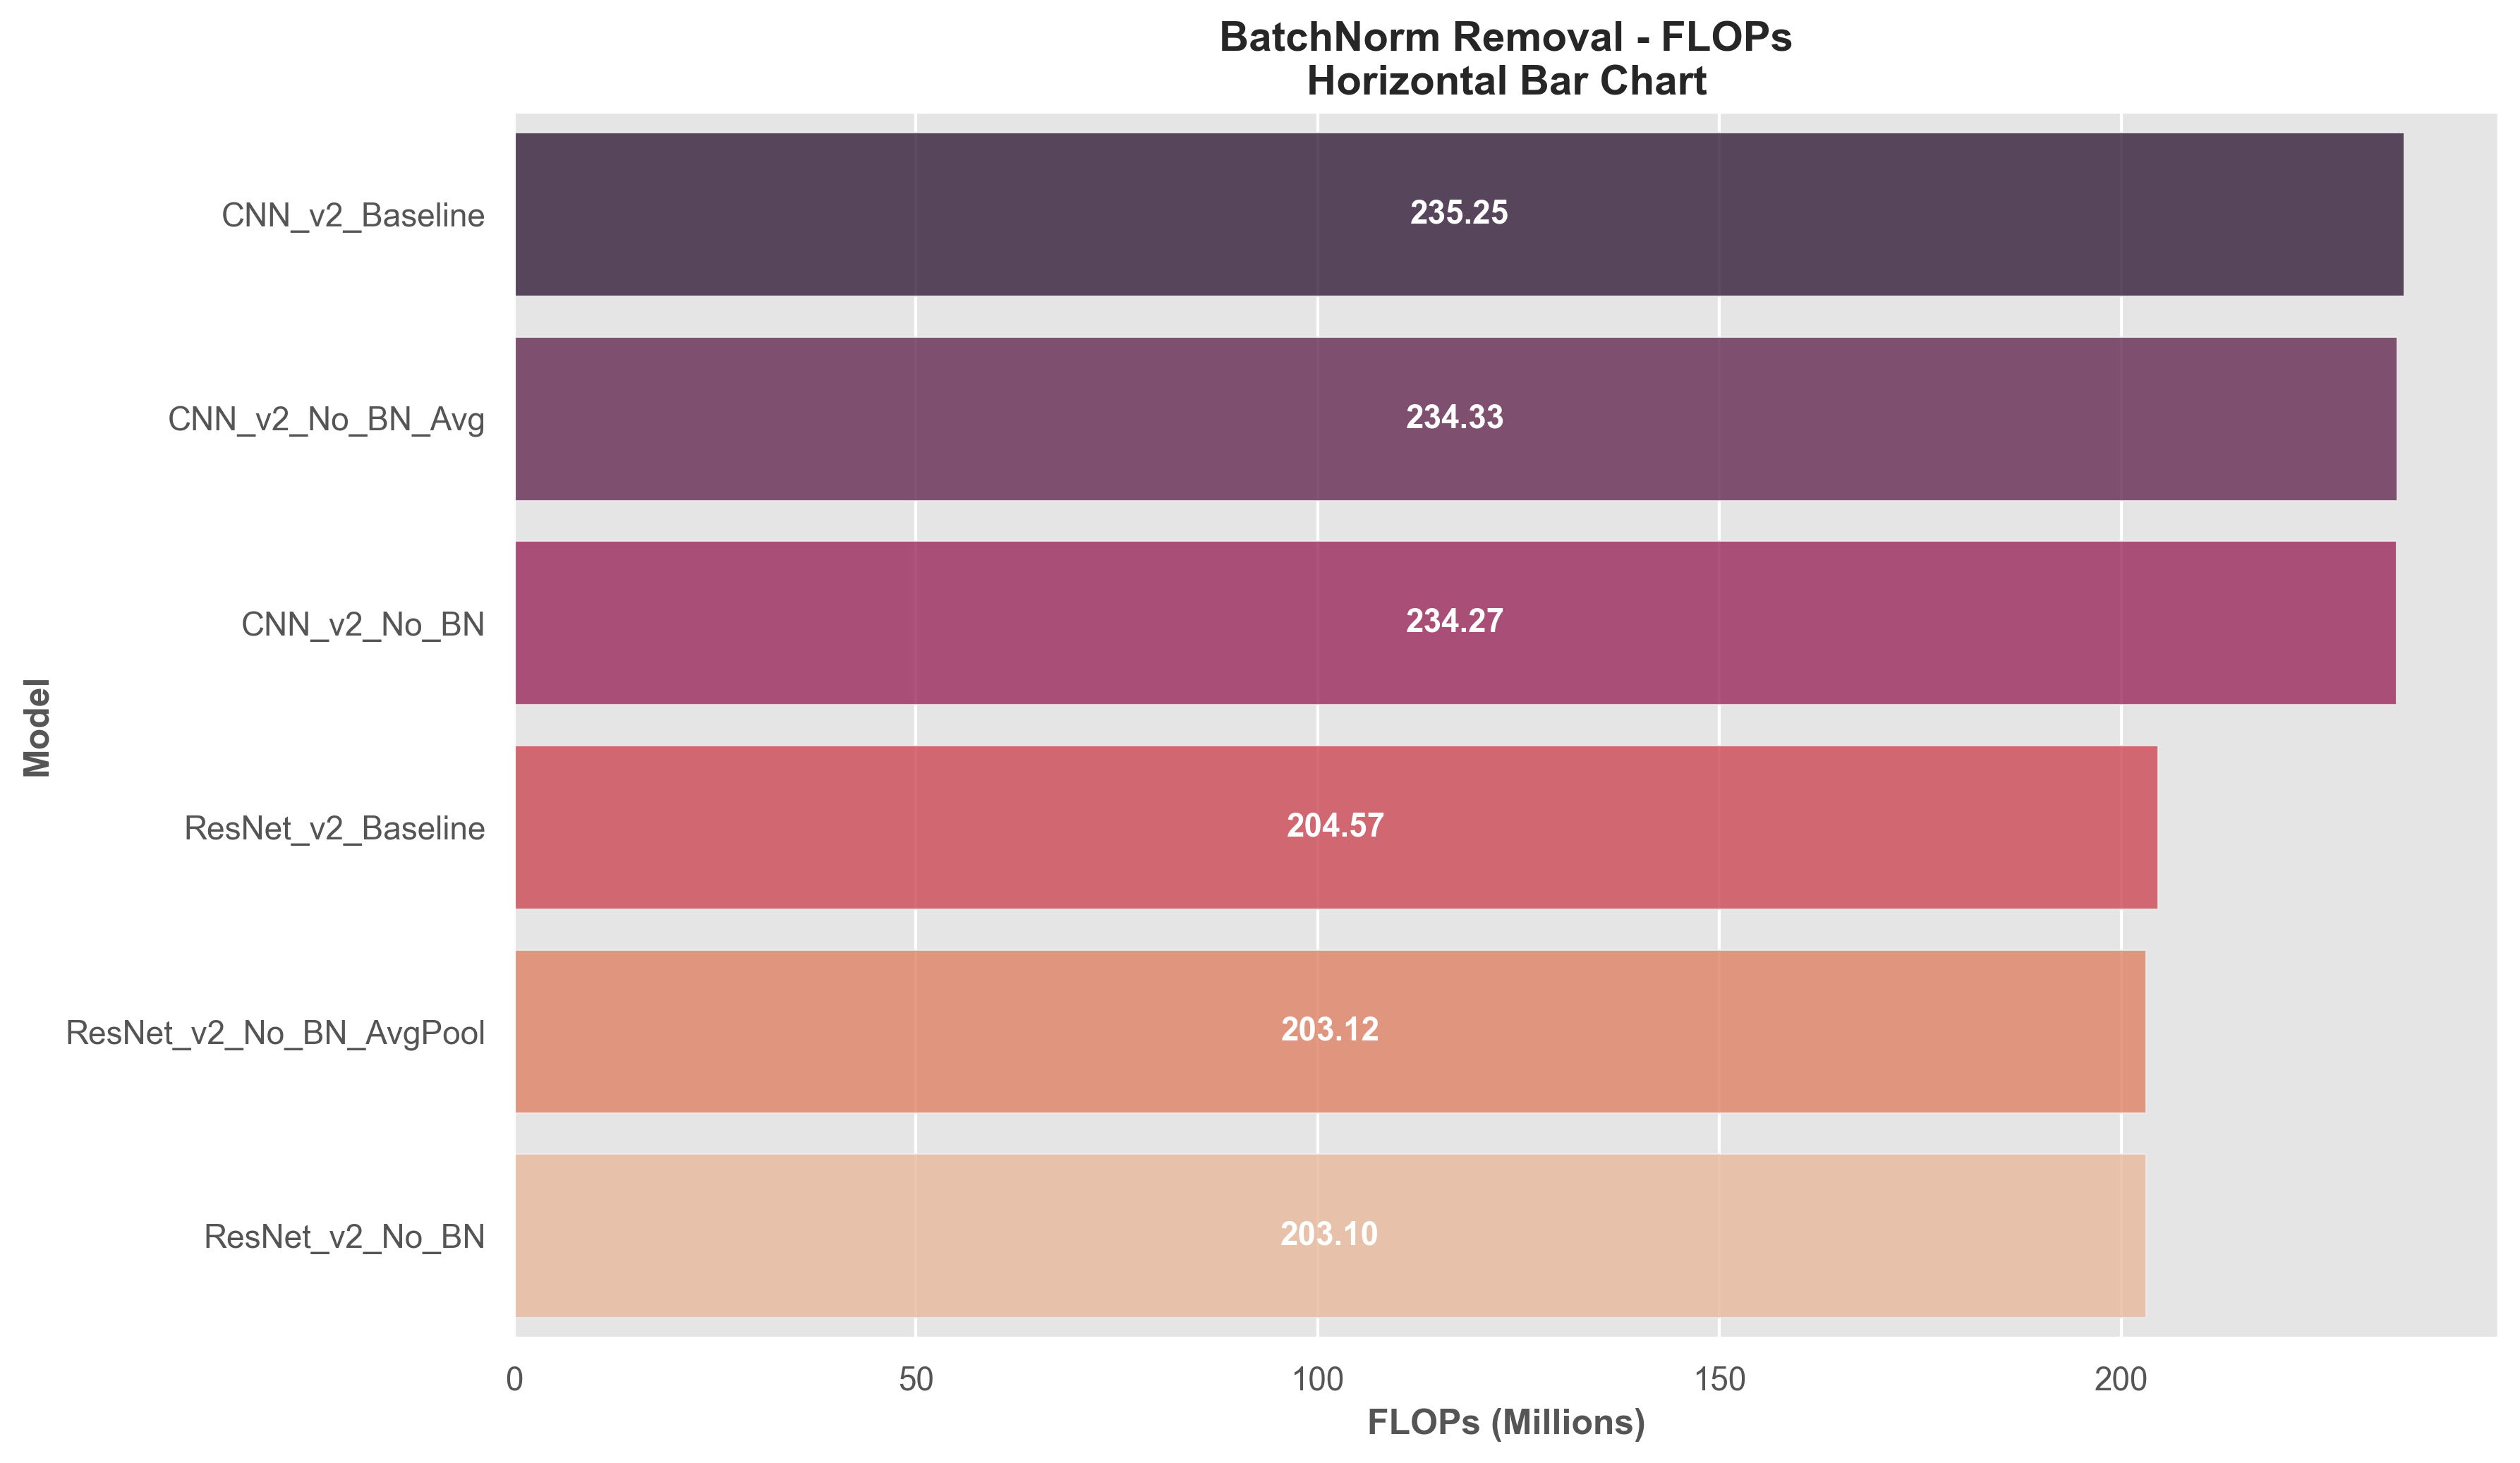 BatchNorm Removal - FLOPs
Horizontal Bar Chart
CNN_v2_Baseline
235.25
CNN_v2_No_BN_Avg
234.33
CNN_v2_No_BN
234.27
Model
ResNet_v2_Baseline
204.57
ResNet_v2_No_BN_AvgPool
203.12
ResNet_v2_No_BN
203.10
0 50 100 150 200
FLOPs (Millions)